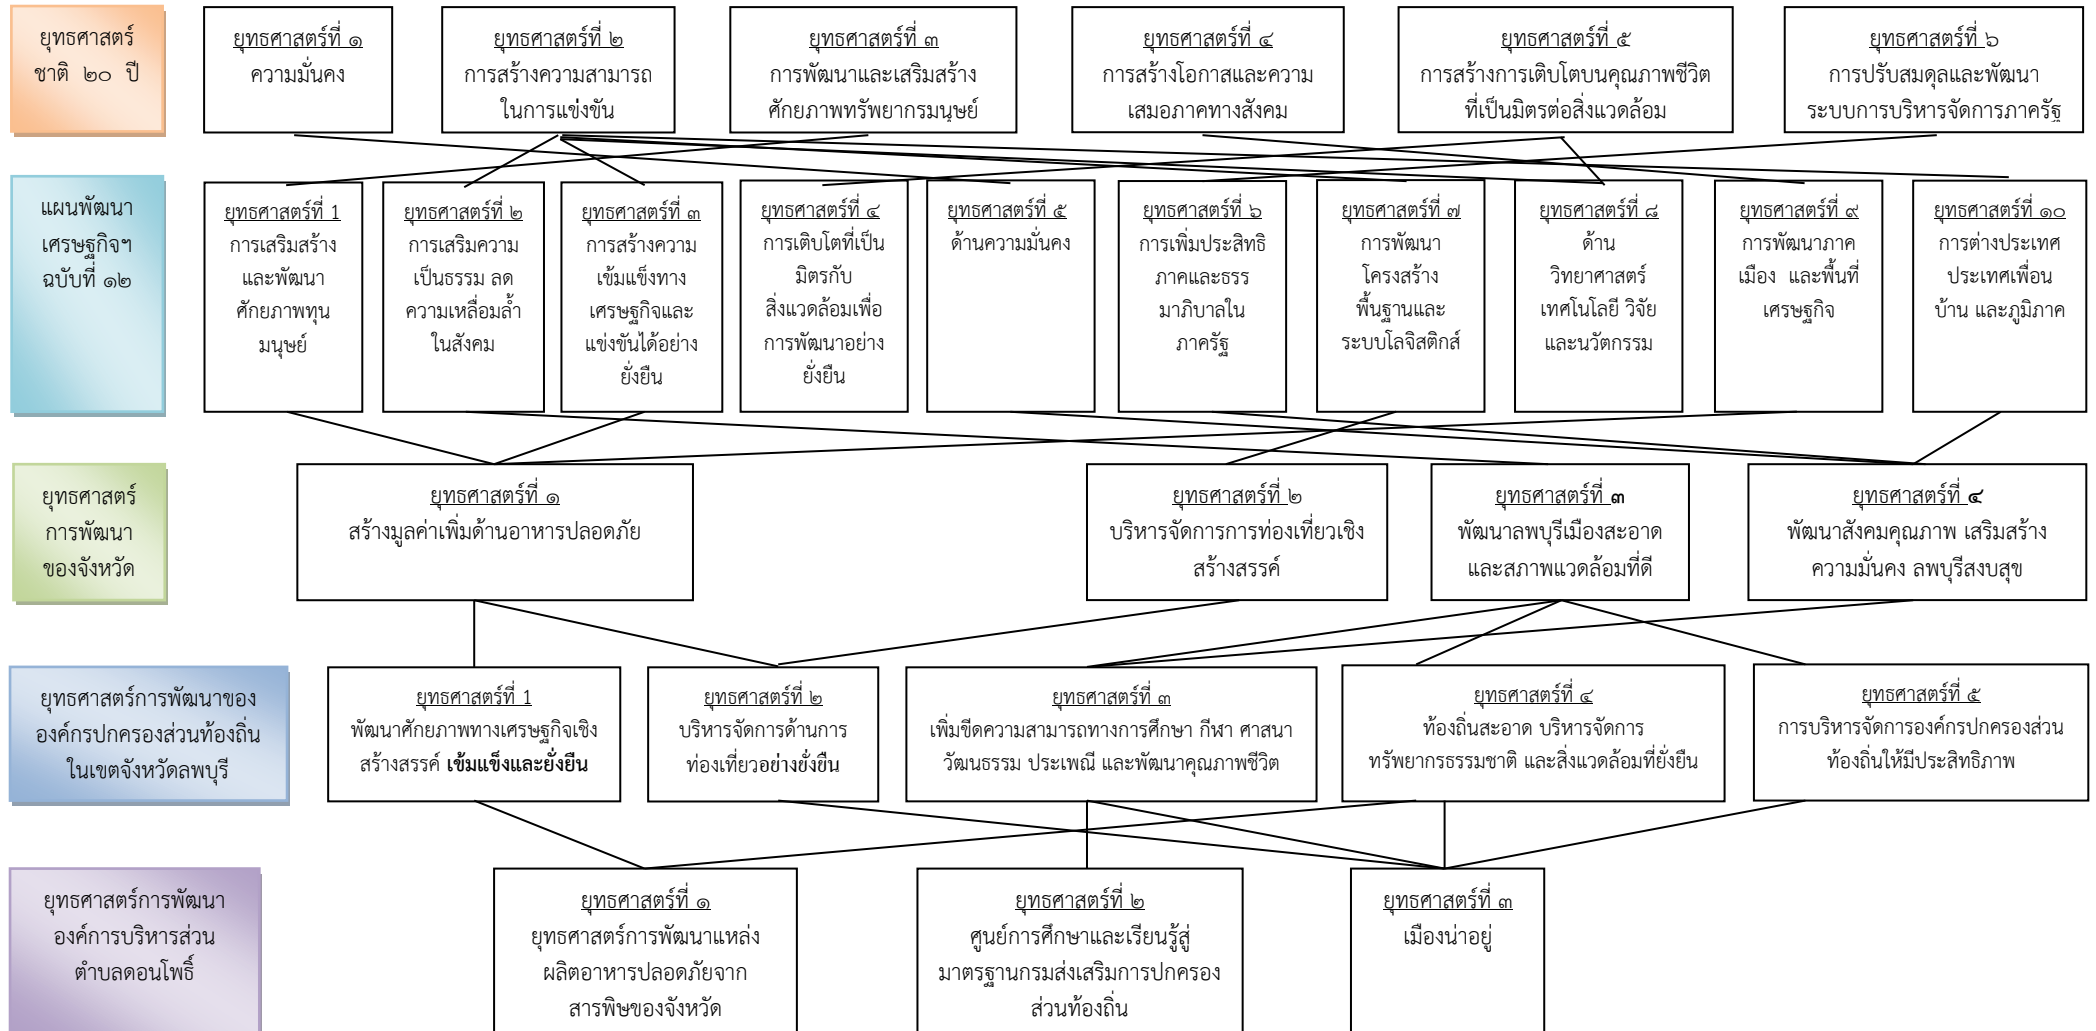 ยุทธศาสตร์
ชาติ ๒๐ ปี
ยุทธศาสตร์ที่ ๑
ความมั่นคง
ยุทธศาสตร์ที่ ๒
การสร้างความสามารถ
ในการแข่งขัน
ยุทธศาสตร์ที่ ๓
การพัฒนาและเสริมสร้าง
ศักยภาพทรัพยากรมนุษย์
ยุทธศาสตร์ที่ ๔
การสร้างโอกาสและความ
เสมอภาคทางสังคม
ยุทธศาสตร์ที่ ๕
การสร้างการเติบโตบนคุณภาพชีวิต
ที่เป็นมิตรต่อสิ่งแวดล้อม
ยุทธศาสตร์ที่ ๖
การปรับสมดุลและพัฒนา
ระบบการบริหารจัดการภาครัฐ
แผนพัฒนา
เศรษฐกิจฯ
ฉบับที่ ๑๒
ยุทธศาสตร์ที่ 1
การเสริมสร้าง
และพัฒนา
ศักยภาพทุน
มนุษย์
ยุทธศาสตร์ที่ ๒
การเสริมความ
เป็นธรรม ลด
ความเหลื่อมล้ำ
ในสังคม
ยุทธศาสตร์ที่ ๓
การสร้างความ
เข้มแข็งทาง
เศรษฐกิจและ
แข่งขันได้อย่าง
ยั่งยืน
ยุทธศาสตร์ที่ ๔
การเติบโตที่เป็น
มิตรกับ
สิ่งแวดล้อมเพื่อ
การพัฒนาอย่าง
ยั่งยืน
ยุทธศาสตร์ที่ ๕
ด้านความมั่นคง
ยุทธศาสตร์ที่ ๖
การเพิ่มประสิทธิ
ภาคและธรร
มาภิบาลใน
ภาครัฐ
ยุทธศาสตร์ที่ ๗
การพัฒนา
โครงสร้าง
พื้นฐานและ
ระบบโลจิสติกส์
ยุทธศาสตร์ที่ ๘
ด้าน
วิทยาศาสตร์
เทคโนโลยี วิจัย
และนวัตกรรม
ยุทธศาสตร์ที่ ๙
การพัฒนาภาค
เมือง และพื้นที่
เศรษฐกิจ
ยุทธศาสตร์ที่ ๑๐
การต่างประเทศ
ประเทศเพื่อน
บ้าน และภูมิภาค
ยุทธศาสตร์
การพัฒนา
ของจังหวัด
ยุทธศาสตร์ที่ ๑
สร้างมูลค่าเพิ่มด้านอาหารปลอดภัย
ยุทธศาสตร์ที่ ๒
บริหารจัดการการท่องเที่ยวเชิง
สร้างสรรค์
ยุทธศาสตร์ที่ ๓
พัฒนาลพบุรีเมืองสะอาด
และสภาพแวดล้อมที่ดี
ยุทธศาสตร์ที่ ๔
พัฒนาสังคมคุณภาพ เสริมสร้าง
ความมั่นคง ลพบุรีสงบสุข
ยุทธศาสตร์การพัฒนาของ
องค์กรปกครองส่วนท้องถิ่น
ในเขตจังหวัดลพบุรี
ยุทธศาสตร์ที่ 1
พัฒนาศักยภาพทางเศรษฐกิจเชิง
สร้างสรรค์ เข้มแข็งและยั่งยืน
ยุทธศาสตร์ที่ ๒
บริหารจัดการด้านการ
ท่องเที่ยวอย่างยั่งยืน
ยุทธศาสตร์ที่ ๓
เพิ่มขีดความสามารถทางการศึกษา กีฬา ศาสนา
วัฒนธรรม ประเพณี และพัฒนาคุณภาพชีวิต
ยุทธศาสตร์ที่ ๔
ท้องถิ่นสะอาด บริหารจัดการ
ทรัพยากรธรรมชาติ และสิ่งแวดล้อมที่ยั่งยืน
ยุทธศาสตร์ที่ ๕
การบริหารจัดการองค์กรปกครองส่วน
ท้องถิ่นให้มีประสิทธิภาพ
ยุทธศาสตร์การพัฒนา
องค์การบริหารส่วน
ตำบลดอนโพธิ์
ยุทธศาสตร์ที่ ๑
ยุทธศาสตร์การพัฒนาแหล่ง
ผลิตอาหารปลอดภัยจาก
สารพิษของจังหวัด
ยุทธศาสตร์ที่ ๒
ศูนย์การศึกษาและเรียนรู้สู่
มาตรฐานกรมส่งเสริมการปกครอง
ส่วนท้องถิ่น
ยุทธศาสตร์ที่ ๓
เมืองน่าอยู่